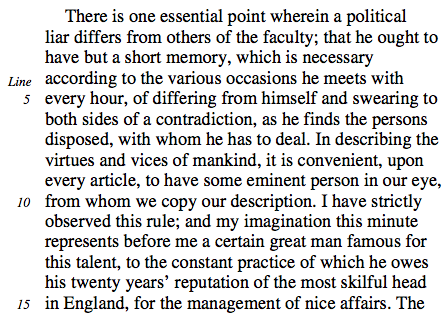 There is one essential point wherein a political
liar differs from others of the faculty; that he ought to
have but a short memory, which is necessary
Line according to the various occasions he meets with
5 every hour, of differing from himself and swearing to
both sides of a contradiction, as he finds the persons
disposed, with whom he has to deal. In describing the
virtues and vices of mankind, it is convenient, upon
every article, to have some eminent person in our eye,
10 from whom we copy our description. I have strictly
observed this rule; and my imagination this minute
represents before me a certain great man famous for
this talent, to the constant practice of which he owes
his twenty years’ reputation of the most skilful head
15 in England, for the management of nice affairs. The